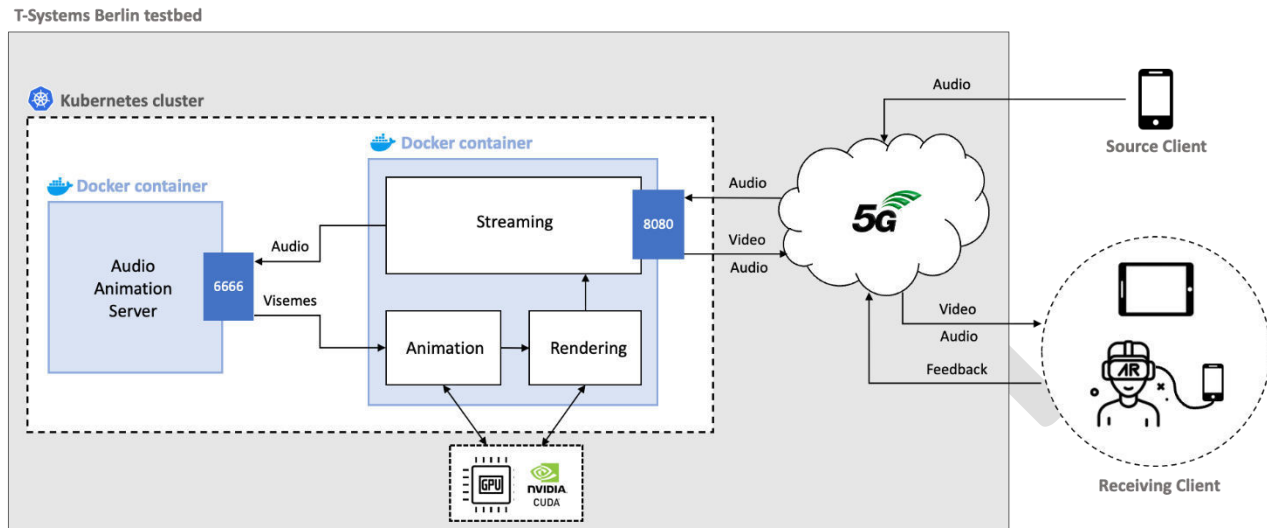 T-Systems Berlin testbed
Kubernetes cluster
Docker container
Docker container
Audio
Animation
Server
6666
Audio
Visemes
Streaming
8080
Animation
Rendering
GPU
NVIDIA.
CUDA
Audio
Video
Audio
5G
Audio
Source Client
Video
Audio
Feedback
AR
Receiving Client